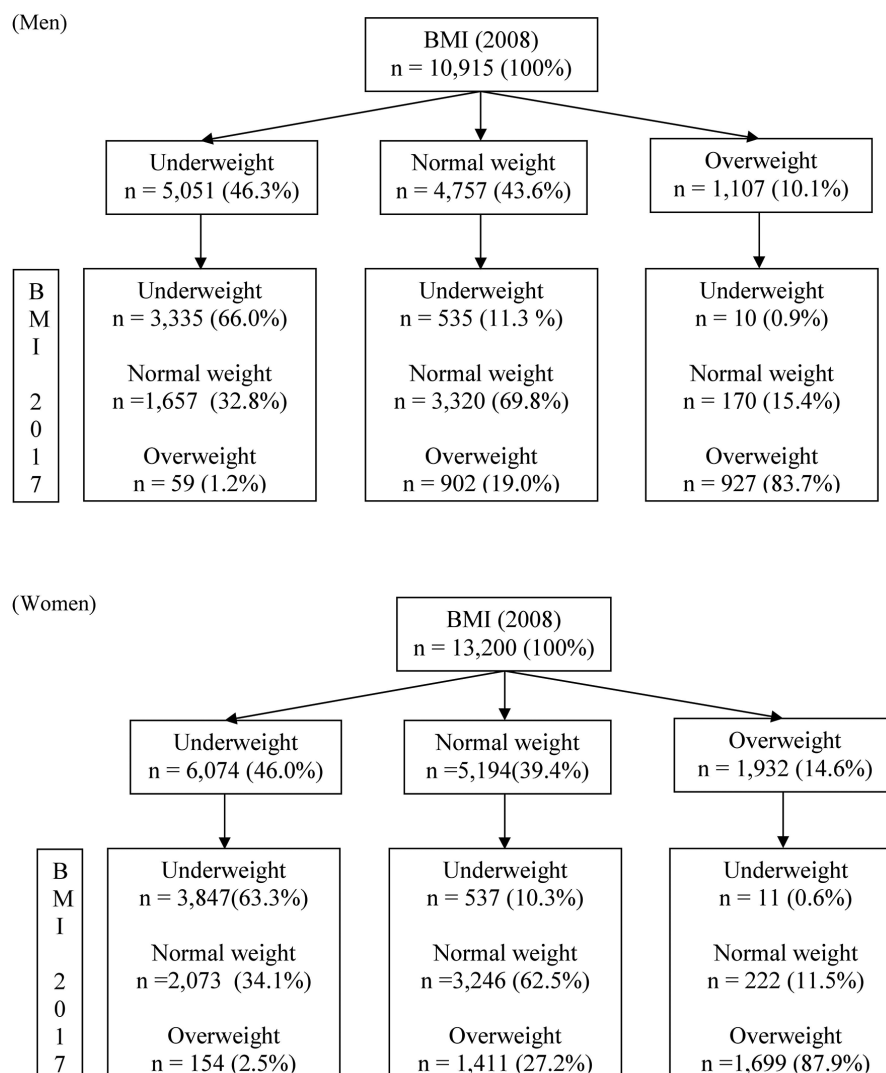 (Men)
BMI (2008)
n = 10,915 (100%)
Underweight
n = 5,051 (46.3%)
Normal weight
n = 4,757 (43.6%)
Overweight
n = 1,107 (10.1%)
B
M
I
2
0
1
7
Underweight
n = 3,335 (66.0%)
Normal weight
n =1,657 (32.8%)
Overweight
n = 59 (1.2%)
Underweight
n = 535 (11.3 %)
Normal weight
n = 3,320 (69.8%)
Overweight
n = 902 (19.0%)
Underweight
n = 10 (0.9%)
Normal weight
n = 170 (15.4%)
Overweight
n = 927 (83.7%)
(Women)
BMI (2008)
n = 13,200 (100%)
Underweight
n = 6,074 (46.0%)
Normal weight
n =5,194(39.4%)
Overweight
n = 1,932 (14.6%)
B
M
I
2
0
1
7
Underweight
n = 3,847(63.3%)
Normal weight
n =2,073 (34.1%)
Overweight
n = 154 (2.5%)
Underweight
n = 537 (10.3%)
Normal weight
n =3,246 (62.5%)
Overweight
n = 1,411 (27.2%)
Underweight
n = 11 (0.6%)
Normal weight
n = 222 (11.5%)
Overweight
n =1,699 (87.9%)